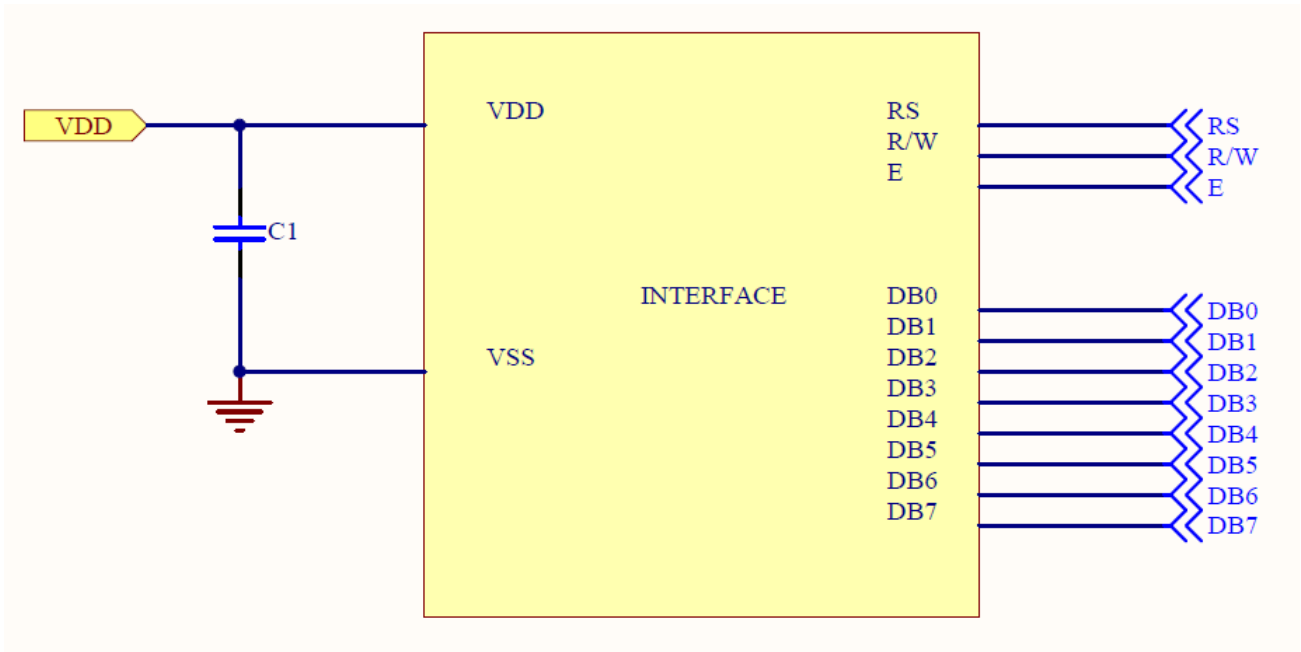 VDD
C1
VDD
VSS
INTERFACE
RS
R/W
E
DB0
DB1
DB2
DB3
DB4
DB5
DB6
DB7
RS
R/W
E
DB0
DB1
DB2
DB3
DB4
DB5
DB6
DB7